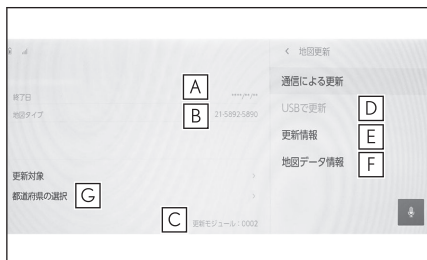 地図更新
通信による更新
A
終了日 ****/**/**
B
地図タイプ 21-5892-5890
USBで更新 D
更新情報 E
地図データ情報 F
更新対象
都道府県の選択 G
C 更新モジュール：0002